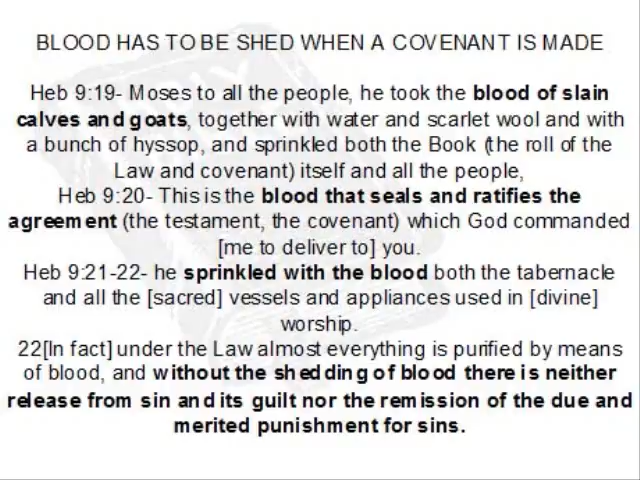 BLOOD HAS TO BE SHED WHEN A COVENANT IS MADE
Heb 9:19- Moses to all the people, he took the blood of slain
calves and goats, together with water and scarlet wool and with
a bunch of hyssop, and sprinkled both the Book (the roll of the
Law and covenant) itself and all the people,
Heb 9:20- This is the blood that seals and ratifies the
agreement (the testament, the covenant) which God commanded
[me to deliver to] you.
Heb 9:21-22- he sprinkled with the blood both the tabernacle
and all the [sacred] vessels and appliances used in [divine]
worship.
22[In fact] under the Law almost everything is purified by means
of blood, and without the shedding of blood there is neither
release from sin and its guilt nor the remission of the due and
merited punishment for sins.